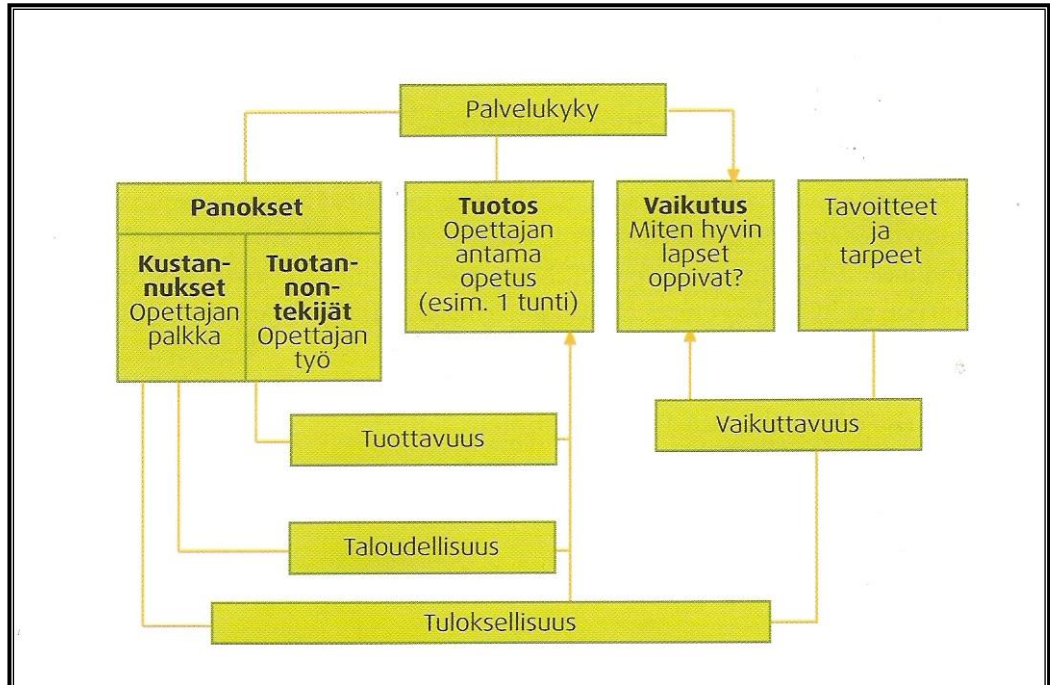 Palvelukyky
Panokset
Kustan-
nukset
Opettajan
palkka
Tuotan-
non-
tekijät
Opettajan
työ
Tuotos
Opettajan
antama
opetus
(esim. 1 tunti)
Vaikutus
Miten hyvin
lapset
oppivat?
Tavoitteet
ja
tarpeet
Tuottavuus
Vaikuttavuus
Taloudellisuus
Tuloksellisuus